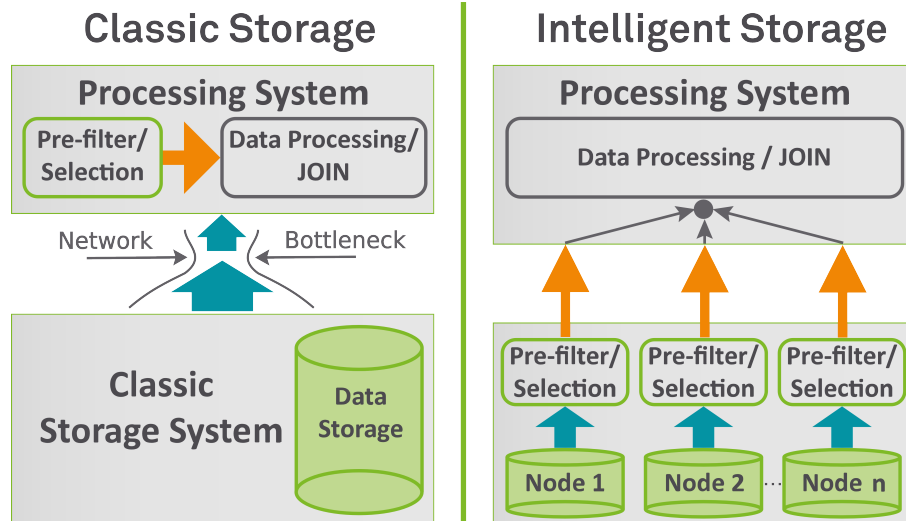 Classic Storage
Processing System
Pre-filter/
Selection
Data Processing/
JOIN
Network
Bottleneck
Classic
Storage System
Data
Storage
Intelligent Storage
Processing System
Data Processing / JOIN
Pre-filter/
Selection
Pre-filter/
Selection
Pre-filter/
Selection
Node 1
Node 2
...
Node n